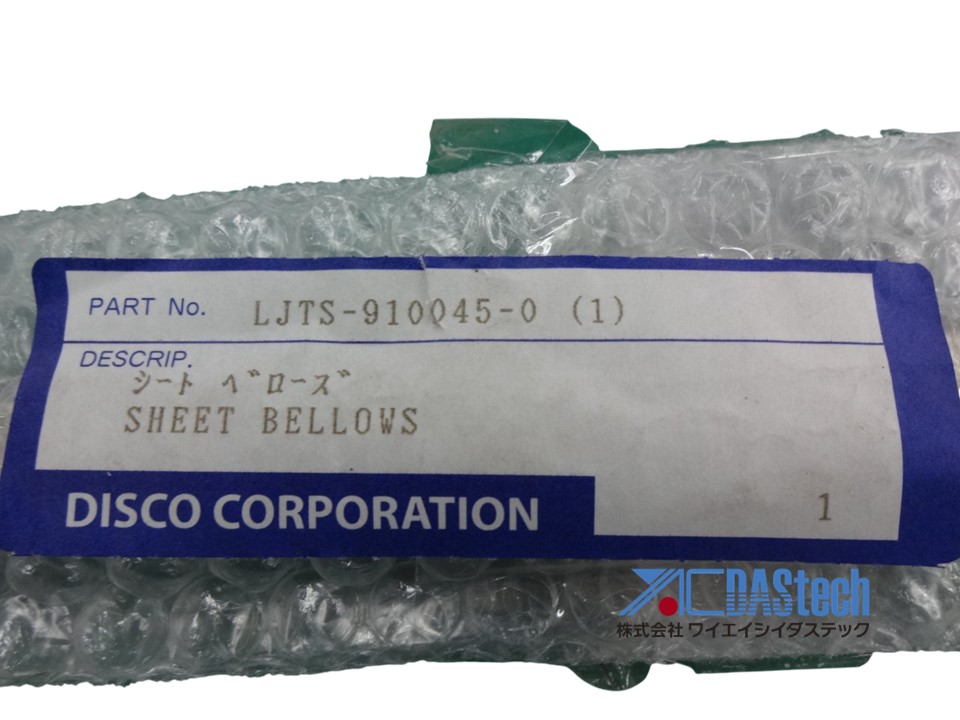 PART No. LJTS-910045-0 (1)
DESCRIP.
シート ベローズ
SHEET BELLOWS
DISCO CORPORATION
1
YAC DAStech
株式会社 ワイエイシイダステック